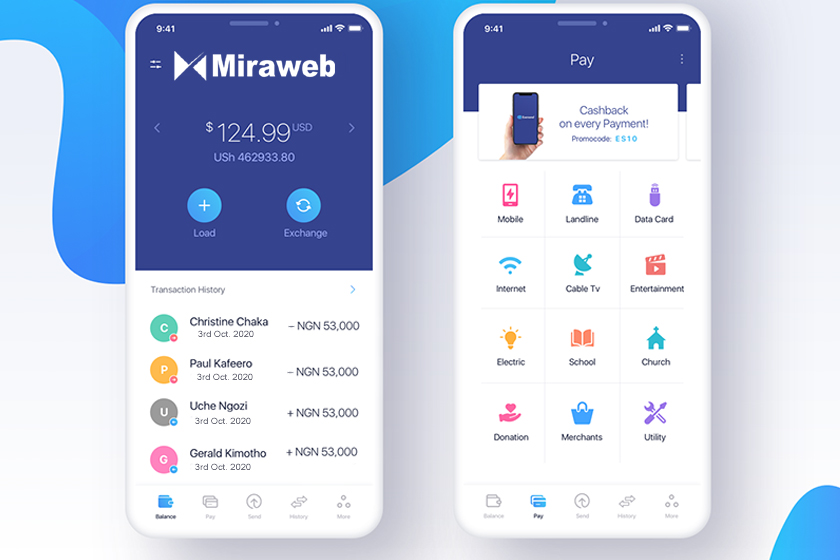 9:41
Miraweb
$ 124.99 USD
USh 462933.80
Load
Exchange
Transaction History
C
Christine Chaka
3rd Oct. 2020
– NGN 53,000
P
Paul Kafeero
3rd Oct. 2020
– NGN 53,000
U
Uche Ngozi
3rd Oct. 2020
+ NGN 53,000
G
Gerald Kimotho
3rd Oct. 2020
+ NGN 53,000
Balance
Pay
Send
History
More
9:41
Pay
Cashback
on every Payment!
Promocode: ES10
Mobile
Landline
Data Card
Internet
Cable Tv
Entertainment
Electric
School
Church
Donation
Merchants
Utility
Balance
Pay
Send
History
More